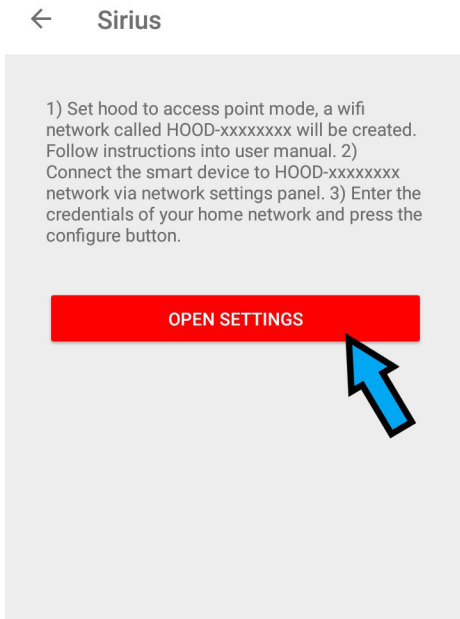 Sirius
1) Set hood to access point mode, a wifi
network called HOOD-xxxxxxxx will be created.
Follow instructions into user manual. 2)
Connect the smart device to HOOD-xxxxxxxx
network via network settings panel. 3) Enter the
credentials of your home network and press the
configure button.
OPEN SETTINGS